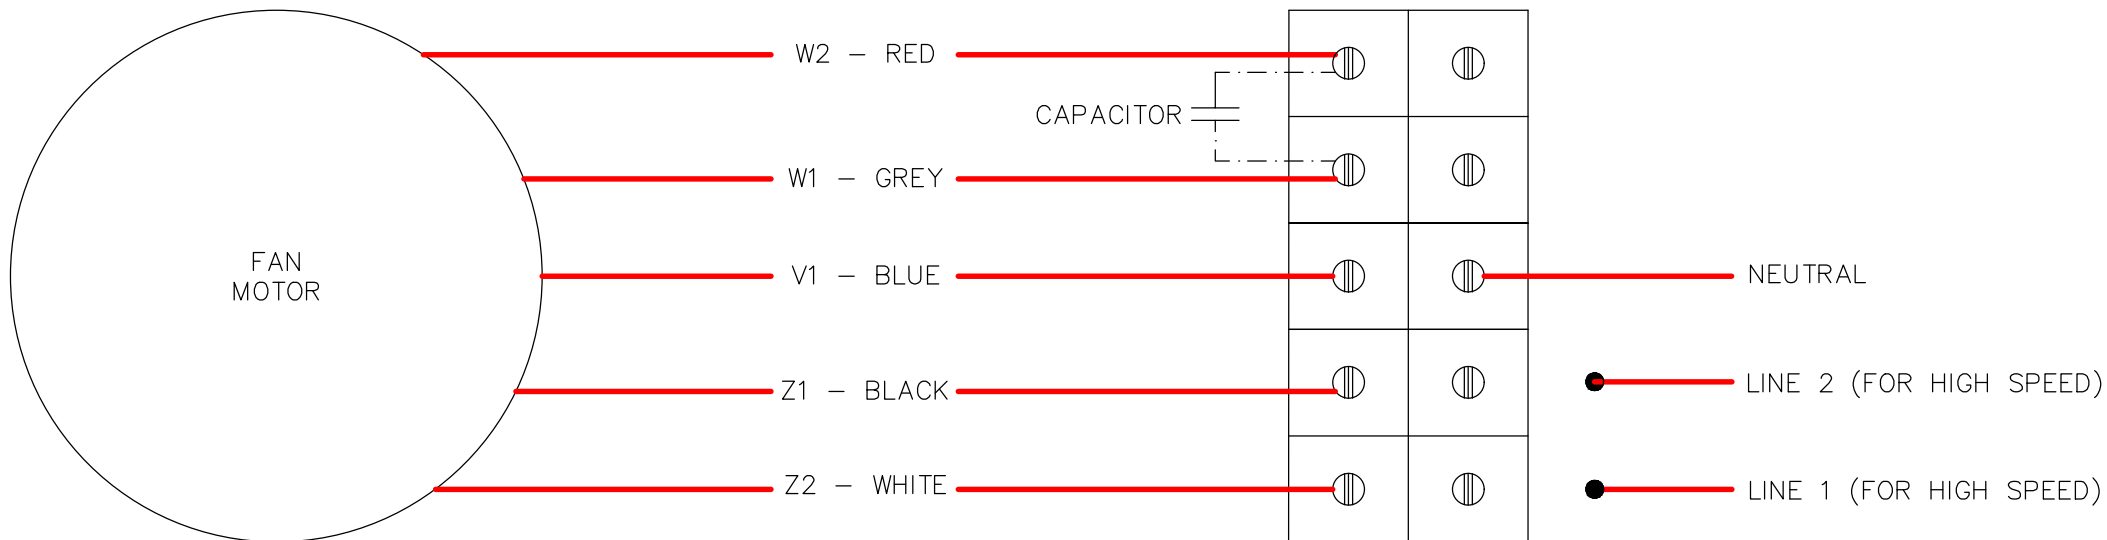 W2 - RED
CAPACITOR
W1 - GREY
FAN
MOTOR
V1 - BLUE
NEUTRAL
Z1 - BLACK
LINE 2 (FOR HIGH SPEED)
Z2 - WHITE
LINE 1 (FOR HIGH SPEED)